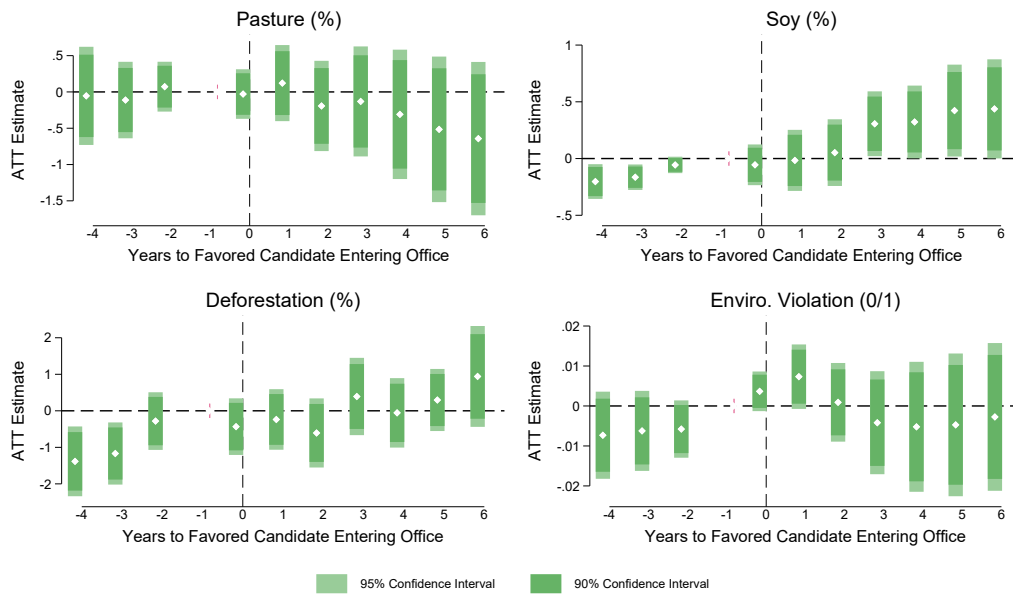 Pasture (%)
ATT Estimate
.5
0
-.5
-1
-1.5
-4 -3 -2 -1 0 1 2 3 4 5 6
Years to Favored Candidate Entering Office
Soy (%)
ATT Estimate
1
.5
0
-.5
-4 -3 -2 -1 0 1 2 3 4 5 6
Years to Favored Candidate Entering Office
Deforestation (%)
ATT Estimate
2
1
0
-1
-2
-4 -3 -2 -1 0 1 2 3 4 5 6
Years to Favored Candidate Entering Office
Enviro. Violation (0/1)
ATT Estimate
.02
.01
0
-.01
-.02
-4 -3 -2 -1 0 1 2 3 4 5 6
Years to Favored Candidate Entering Office
95% Confidence Interval
90% Confidence Interval